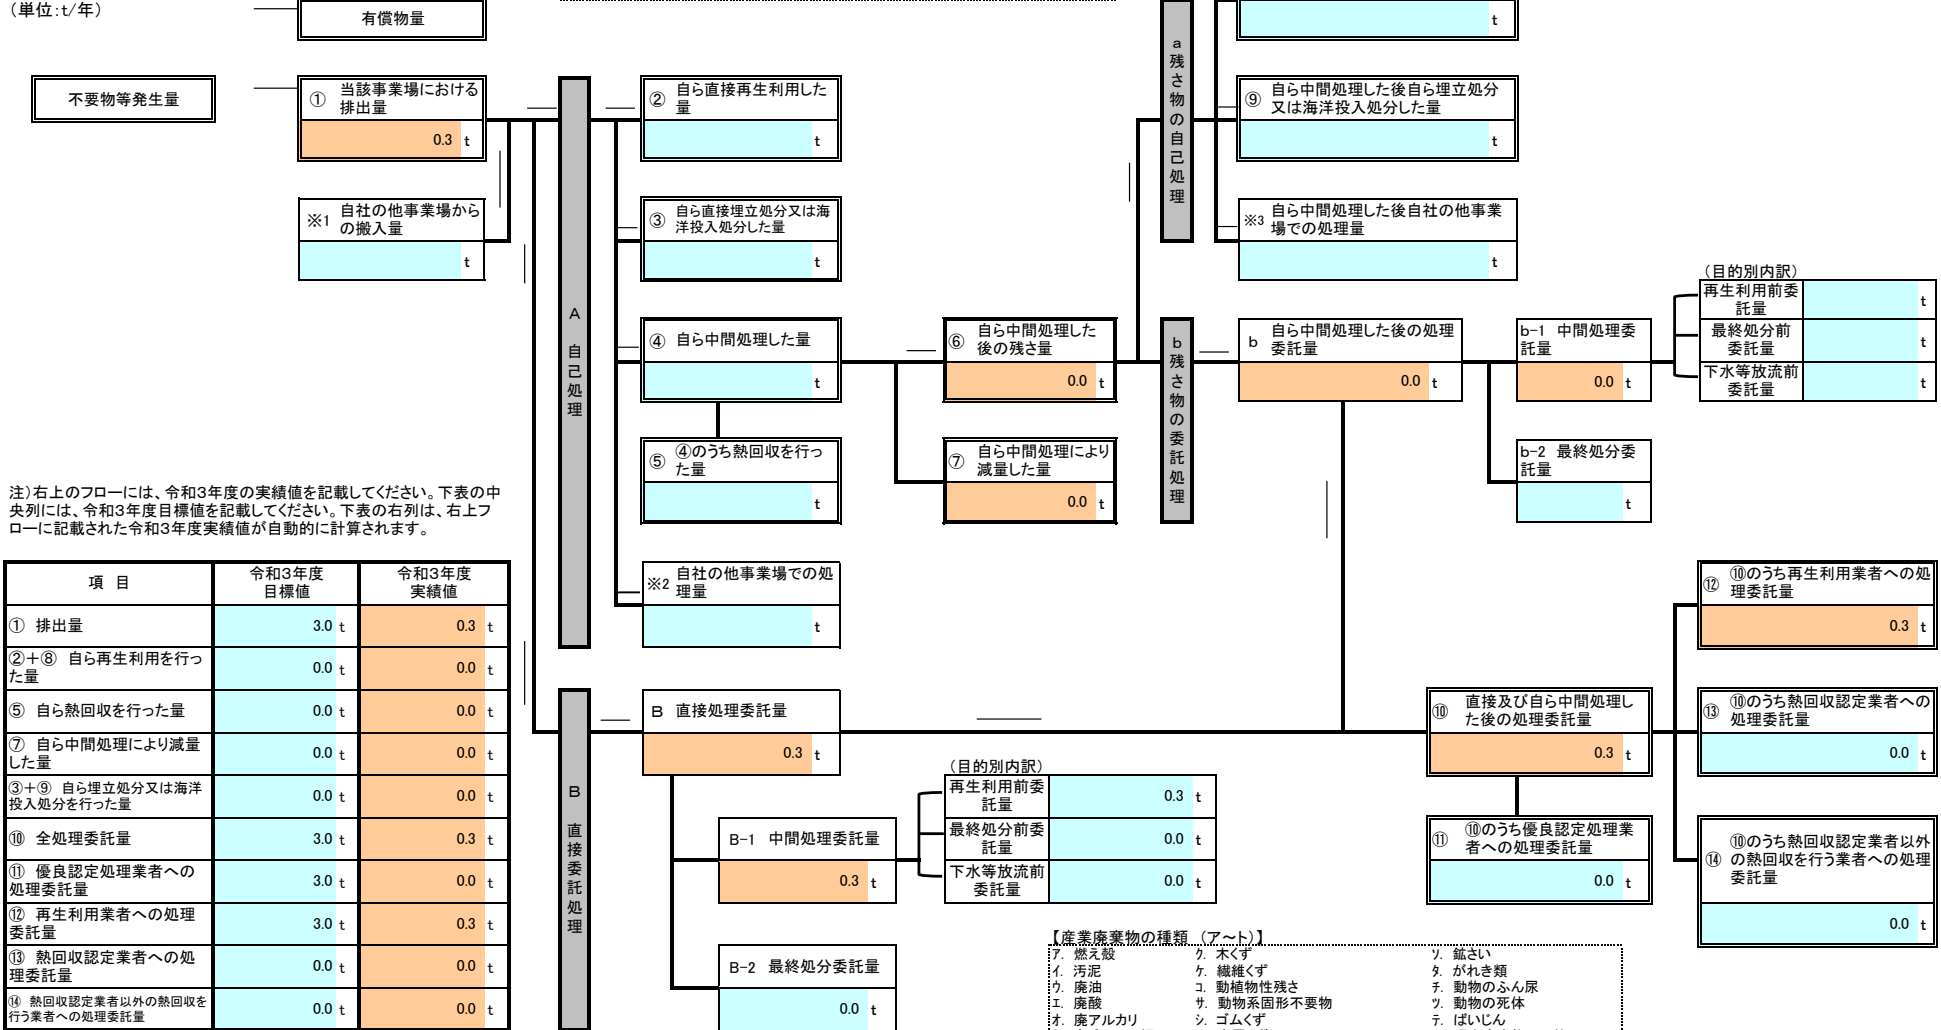 （単位：t/年）
有償物量
t
不要物等発生量
① 当該事業場における
排出量
0.3 t
※1 自社の他事業場から
の搬入量
t
A 自己処理
② 自ら直接再生利用した
量
t
③ 自ら直接埋立処分又は海
洋投入処分した量
t
④ 自ら中間処理した量
t
⑤ ④のうち熱回収を行っ
た量
t
※2 自社の他事業場での処
理量
t
⑥ 自ら中間処理した
後の残さ量
0.0 t
⑦ 自ら中間処理により
減量した量
0.0 t
a 残さ物の自己処理
⑨ 自ら中間処理した後自ら埋立処分
又は海洋投入処分した量
t
※3 自ら中間処理した後自社の他事業
場での処理量
t
b 残さ物の委託処理
b 自ら中間処理した後の処理
委託量
0.0 t
b-1 中間処理委
託量
0.0 t
b-2 最終処分委
託量
t
（目的別内訳）
再生利用前委
託量
t
最終処分前
委託量
t
下水等放流前
委託量
t
注）右上のフローには、令和3年度の実績値を記載してください。下表の中
央列には、令和3年度目標値を記載してください。下表の右列は、右上フ
ローに記載された令和3年度実績値が自動的に計算されます。
項 目 令和3年度
目標値 令和3年度
実績値
① 排出量 3.0 t 0.3 t
②＋⑧ 自ら再生利用を行っ
た量 0.0 t 0.0 t
⑤ 自ら熱回収を行った量 0.0 t 0.0 t
⑦ 自ら中間処理により減量
した量 0.0 t 0.0 t
③＋⑨ 自ら埋立処分又は海洋
投入処分を行った量 0.0 t 0.0 t
⑩ 全処理委託量 3.0 t 0.3 t
⑪ 優良認定処理業者への
処理委託量 3.0 t 0.0 t
⑫ 再生利用業者への処理
委託量 3.0 t 0.3 t
⑬ 熱回収認定業者への処
理委託量 0.0 t 0.0 t
⑭ 熱回収認定業者以外の熱回収を
行う業者への処理委託量 0.0 t 0.0 t
B 直接委託処理
B 直接処理委託量
0.3 t
B-1 中間処理委託量
0.3 t
B-2 最終処分委託量
0.0 t
（目的別内訳）
再生利用前委
託量
0.3 t
最終処分前委
託量
0.0 t
下水等放流前
委託量
0.0 t
⑩ 直接及び自ら中間処理し
た後の処理委託量
0.3 t
⑪ ⑩のうち優良認定処理業
者への処理委託量
0.0 t
⑫ ⑩のうち再生利用業者への処
理委託量
0.3 t
⑬ ⑩のうち熱回収認定業者への
処理委託量
0.0 t
⑭ ⑩のうち熱回収認定業者以外
の熱回収を行う業者への処理
委託量
0.0 t
【産業廃棄物の種類 （ア～ト）】
ア. 燃え殻 ク. 木くず ソ. 鉱さい
イ. 汚泥 ケ. 繊維くず タ. がれき類
ウ. 廃油 コ. 動植物性残さ チ. 動物のふん尿
エ. 廃酸 サ. 動物系固形不要物 ツ. 動物の死体
オ. 廃アルカリ シ. ゴムくず テ. ばいじん